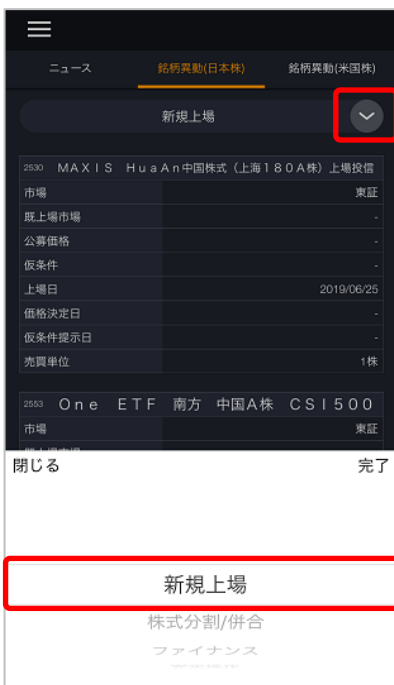 ニュース 銘柄異動(日本株) 銘柄異動(米国株)
新規上場
2530 MAXIS HuaAn中国株式（上海180A株）上場投信
市場 東証
既上場市場 -
公募価格 -
仮条件 -
上場日 2019/06/25
価格決定日 -
仮条件提示日 -
売買単位 1株
2553 One ETF 南方 中国A株 CSI500
市場 東証
閉じる 完了
新規上場
株式分割/併合
ファイナンス